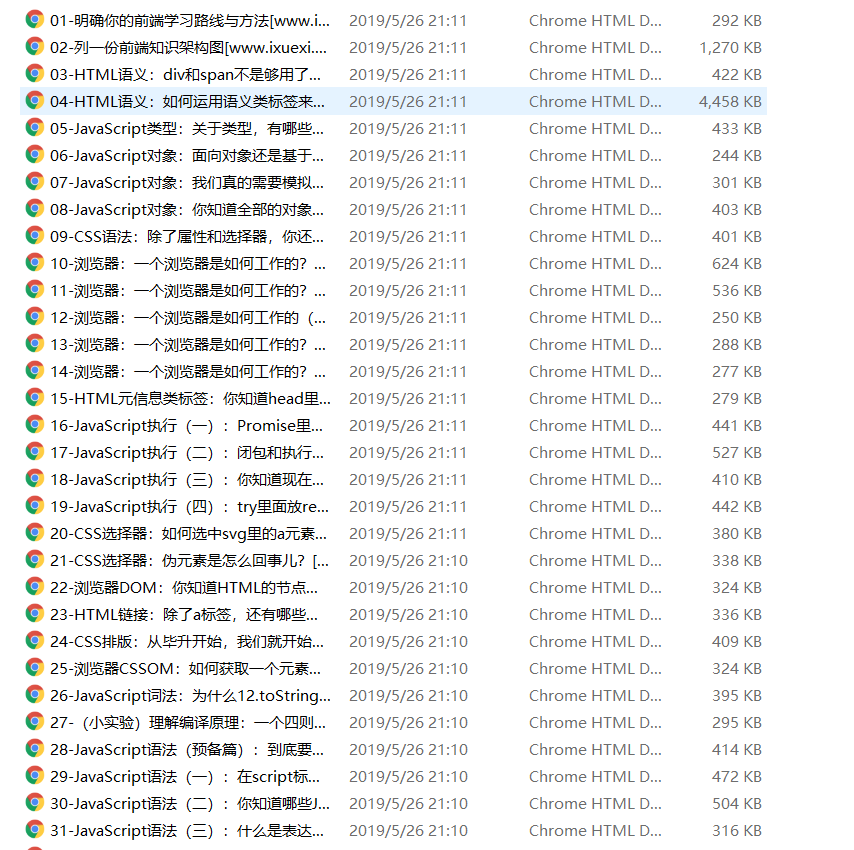 01-明确你的前端学习路线与方法[www.i... 2019/5/26 21:11 Chrome HTML D... 292 KB
02-列一份前端知识架构图[www.ixuexi.... 2019/5/26 21:11 Chrome HTML D... 1,270 KB
03-HTML语义：div和span不是够用了... 2019/5/26 21:11 Chrome HTML D... 422 KB
04-HTML语义：如何运用语义类标签来... 2019/5/26 21:11 Chrome HTML D... 4,458 KB
05-JavaScript类型：关于类型，有哪些... 2019/5/26 21:11 Chrome HTML D... 433 KB
06-JavaScript对象：面向对象还是基于... 2019/5/26 21:11 Chrome HTML D... 244 KB
07-JavaScript对象：我们真的需要模拟... 2019/5/26 21:11 Chrome HTML D... 301 KB
08-JavaScript对象：你知道全部的对象... 2019/5/26 21:11 Chrome HTML D... 403 KB
09-CSS语法：除了属性和选择器，你还... 2019/5/26 21:11 Chrome HTML D... 401 KB
10-浏览器：一个浏览器是如何工作的？... 2019/5/26 21:11 Chrome HTML D... 624 KB
11-浏览器：一个浏览器是如何工作的？... 2019/5/26 21:11 Chrome HTML D... 536 KB
12-浏览器：一个浏览器是如何工作的（... 2019/5/26 21:11 Chrome HTML D... 250 KB
13-浏览器：一个浏览器是如何工作的？... 2019/5/26 21:11 Chrome HTML D... 288 KB
14-浏览器：一个浏览器是如何工作的？... 2019/5/26 21:11 Chrome HTML D... 277 KB
15-HTML元信息类标签：你知道head里... 2019/5/26 21:11 Chrome HTML D... 279 KB
16-JavaScript执行（一）：Promise里... 2019/5/26 21:11 Chrome HTML D... 441 KB
17-JavaScript执行（二）：闭包和执行... 2019/5/26 21:11 Chrome HTML D... 527 KB
18-JavaScript执行（三）：你知道现在... 2019/5/26 21:11 Chrome HTML D... 410 KB
19-JavaScript执行（四）：try里面放re... 2019/5/26 21:11 Chrome HTML D... 442 KB
20-CSS选择器：如何选中svg里的a元素... 2019/5/26 21:11 Chrome HTML D... 380 KB
21-CSS选择器：伪元素是怎么回事儿？[... 2019/5/26 21:10 Chrome HTML D... 338 KB
22-浏览器DOM：你知道HTML的节点... 2019/5/26 21:10 Chrome HTML D... 324 KB
23-HTML链接：除了a标签，还有哪些... 2019/5/26 21:10 Chrome HTML D... 336 KB
24-CSS排版：从毕升开始，我们就开始... 2019/5/26 21:10 Chrome HTML D... 409 KB
25-浏览器CSSOM：如何获取一个元素... 2019/5/26 21:10 Chrome HTML D... 324 KB
26-JavaScript词法：为什么12.toString... 2019/5/26 21:10 Chrome HTML D... 395 KB
27-（小实验）理解编译原理：一个四则... 2019/5/26 21:10 Chrome HTML D... 295 KB
28-JavaScript语法（预备篇）：到底要... 2019/5/26 21:10 Chrome HTML D... 414 KB
29-JavaScript语法（一）：在script标... 2019/5/26 21:10 Chrome HTML D... 472 KB
30-JavaScript语法（二）：你知道哪些J... 2019/5/26 21:10 Chrome HTML D... 504 KB
31-JavaScript语法（三）：什么是表达... 2019/5/26 21:10 Chrome HTML D... 316 KB